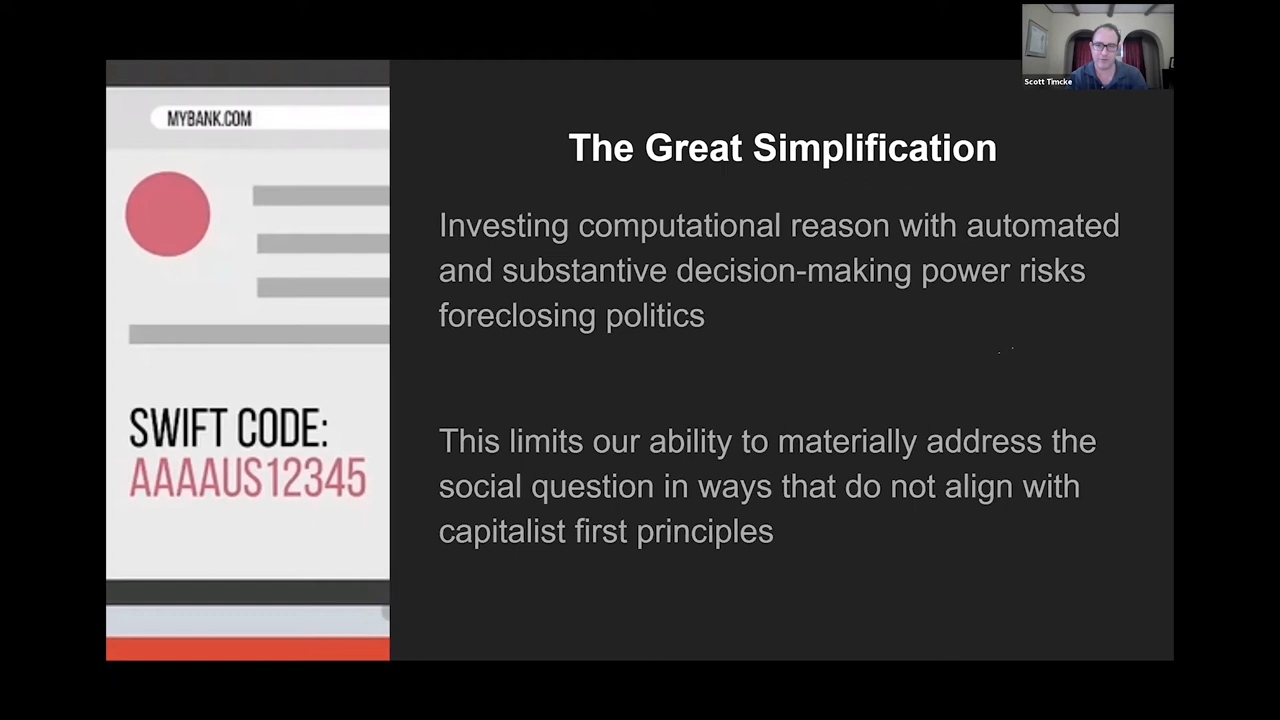 Scott Timcke
MYBANK.COM
SWIFT CODE:
AAAAUS12345
The Great Simplification
Investing computational reason with automated
and substantive decision-making power risks
foreclosing politics
This limits our ability to materially address the
social question in ways that do not align with
capitalist first principles